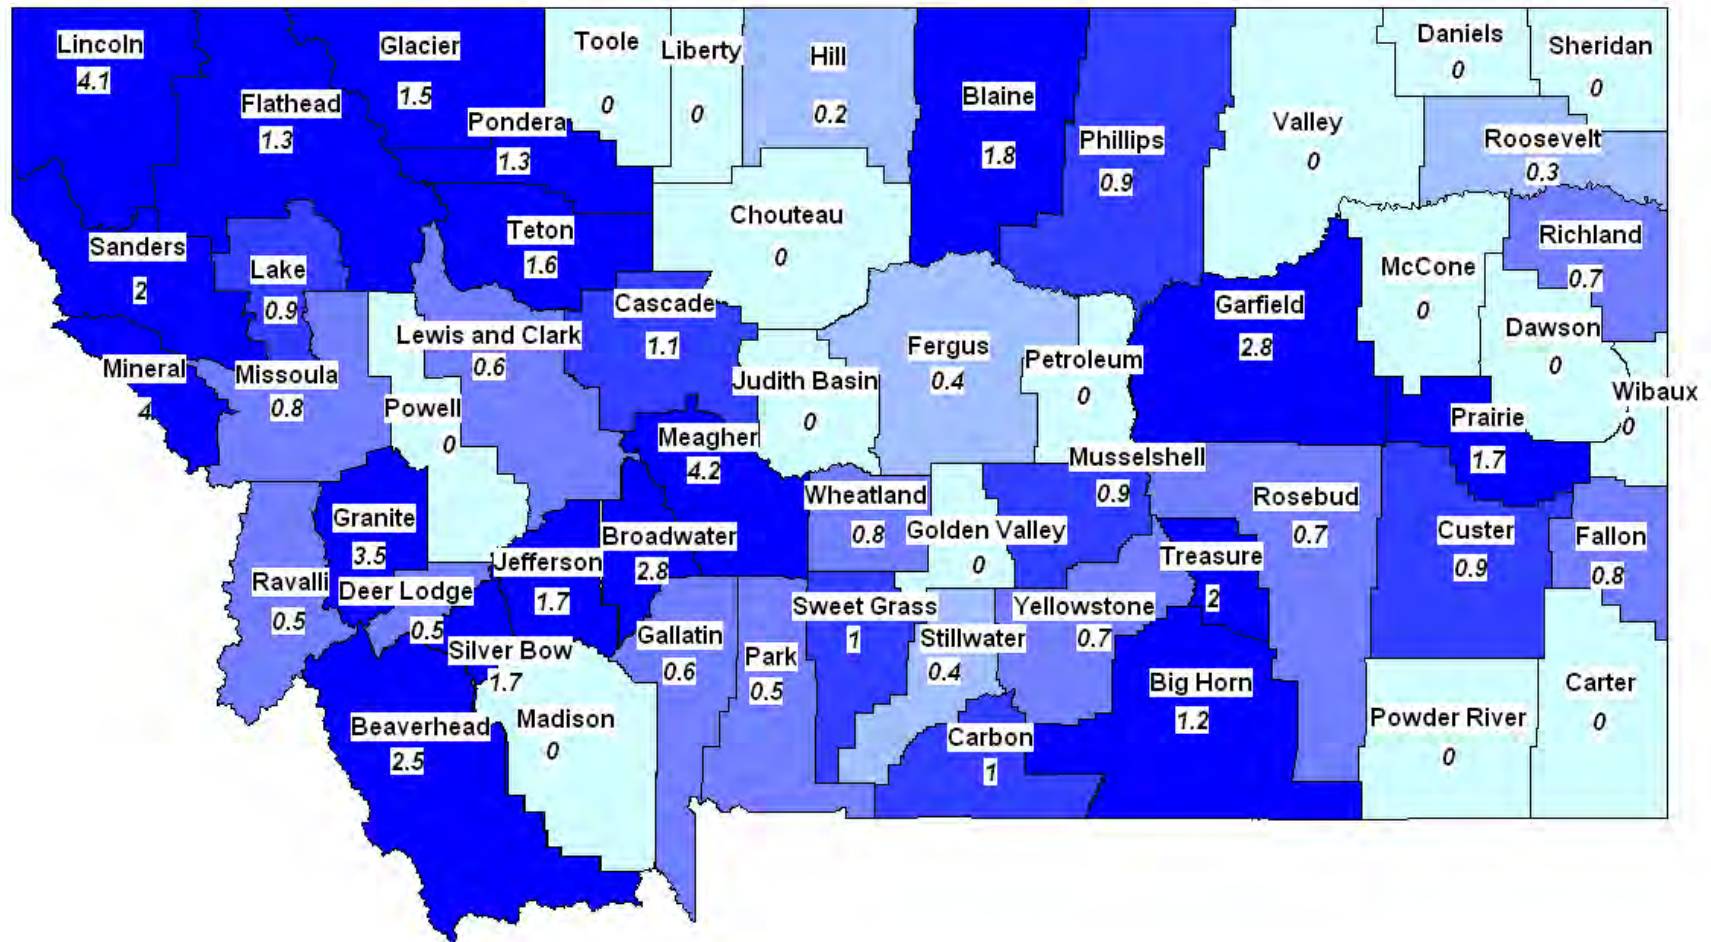 Lincoln
4.1
Flathead
1.3
Glacier
1.5
Pondera
1.3
Toole
0
Liberty
0
Hill
0.2
Blaine
1.8
Phillips
0.9
Valley
0
Daniels
0
Sheridan
0
Roosevelt
0.3
Sanders
2
Lake
0.9
Teton
1.6
Chouteau
0
Richland
0.7
McCone
0
Garfield
2.8
Dawson
0
Wibaux
0
Mineral
4
Missoula
0.8
Powell
0
Lewis and Clark
0.6
Cascade
1.1
Judith Basin
0
Fergus
0.4
Petroleum
0
Prairie
1.7
Meagher
4.2
Musselshell
0.9
Wheatland
0.8
Golden Valley
0
Rosebud
0.7
Custer
0.9
Fallon
0.8
Granite
3.5
Broadwater
2.8
Jefferson
1.7
Treasure
2
Ravalli
0.5
Deer Lodge
0.5
Silver Bow
1.7
Gallatin
0.6
Park
0.5
Sweet Grass
1
Stillwater
0.4
Yellowstone
0.7
Big Horn
1.2
Carter
0
Powder River
0
Beaverhead
2.5
Madison
0
Carbon
1